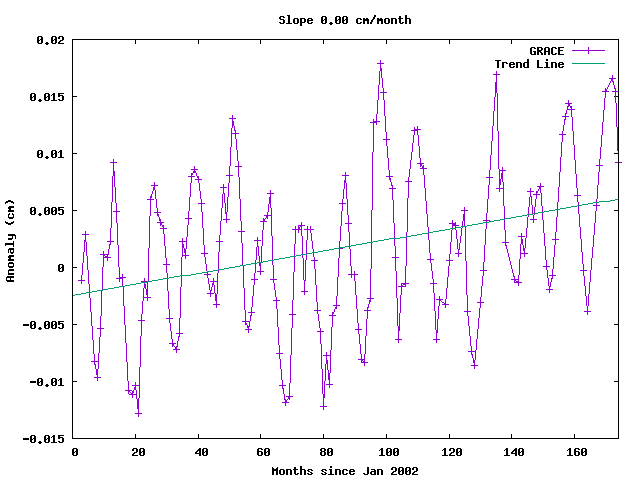 Slope 0.00 cm/month
0.02
GRACE
Trend Line
0.015
0.01
0.005
0
-0.005
-0.01
-0.015
Anomaly (cm)
0 20 40 60 80 100 120 140 160
Months since Jan 2002